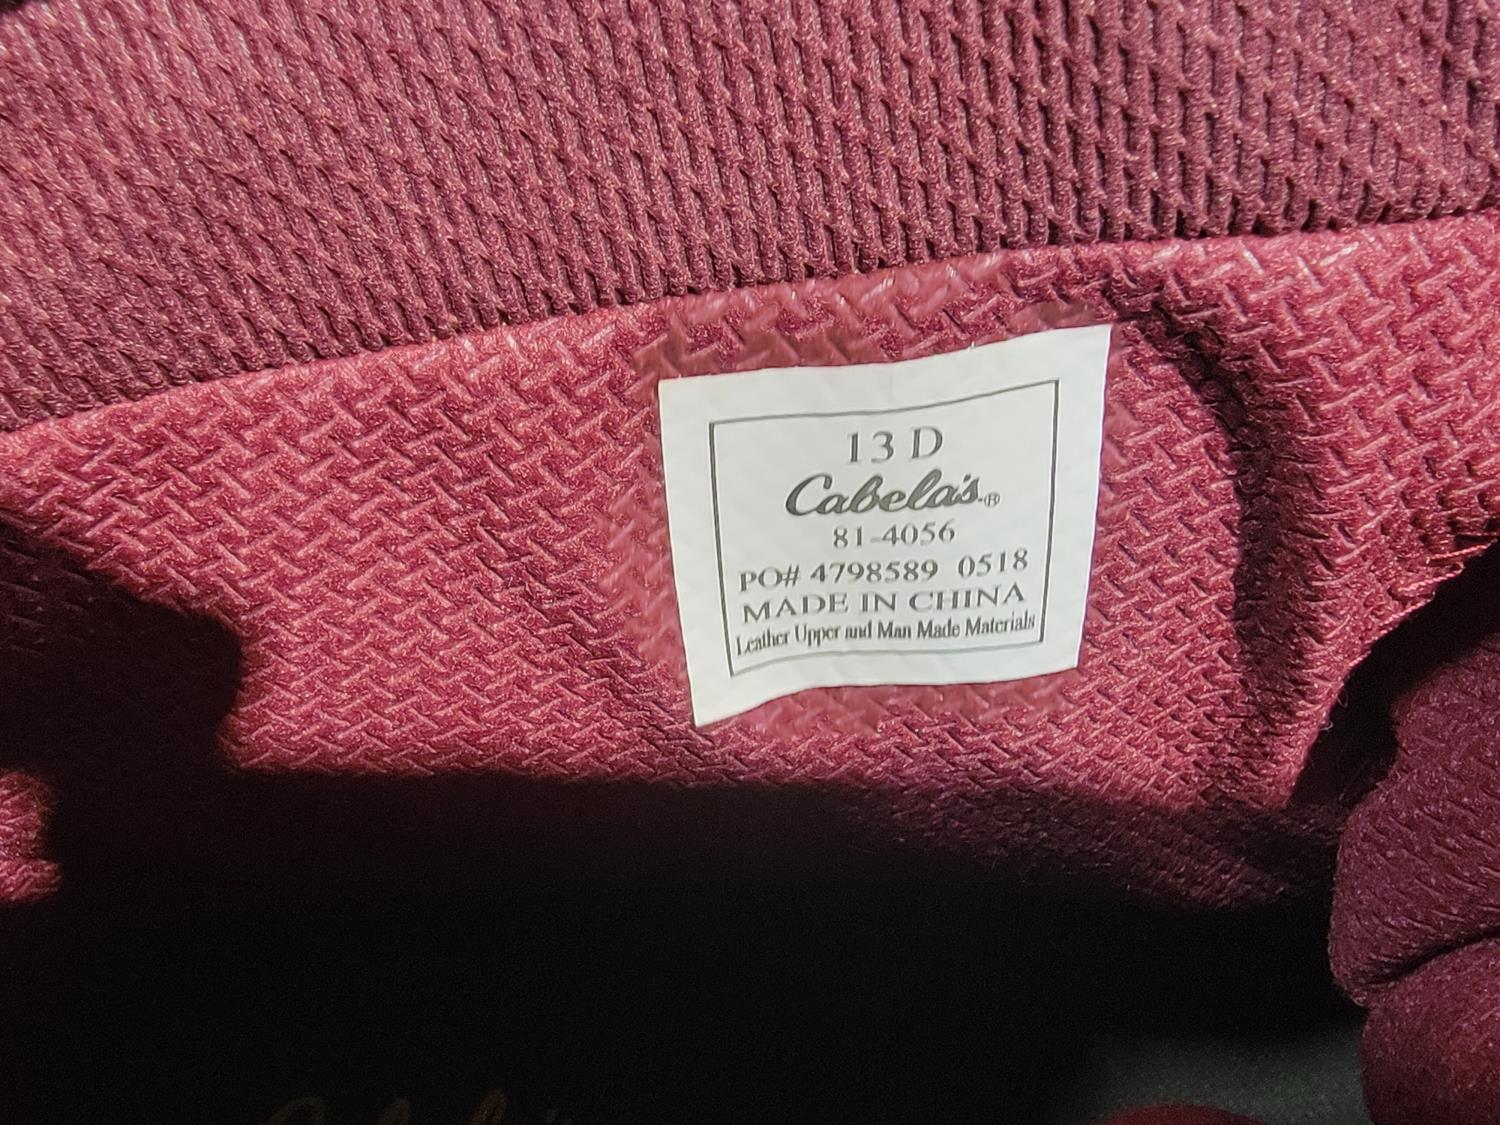 13 D
Cabela's®
81-4056
PO# 4798589 0518
MADE IN CHINA
Leather Upper and Man Made Materials